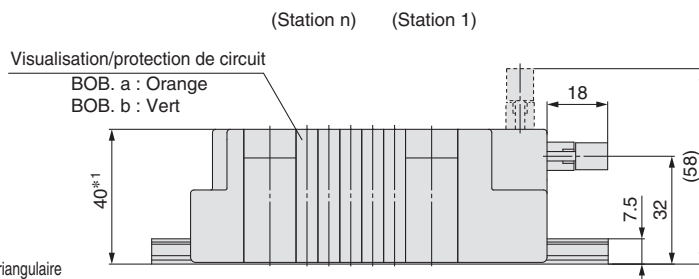 (Station n) (Station 1)
Visualisation/protection de circuit
BOB. a : Orange
BOB. b : Vert
18
40*1
(58)
32
7.5
riangulaire